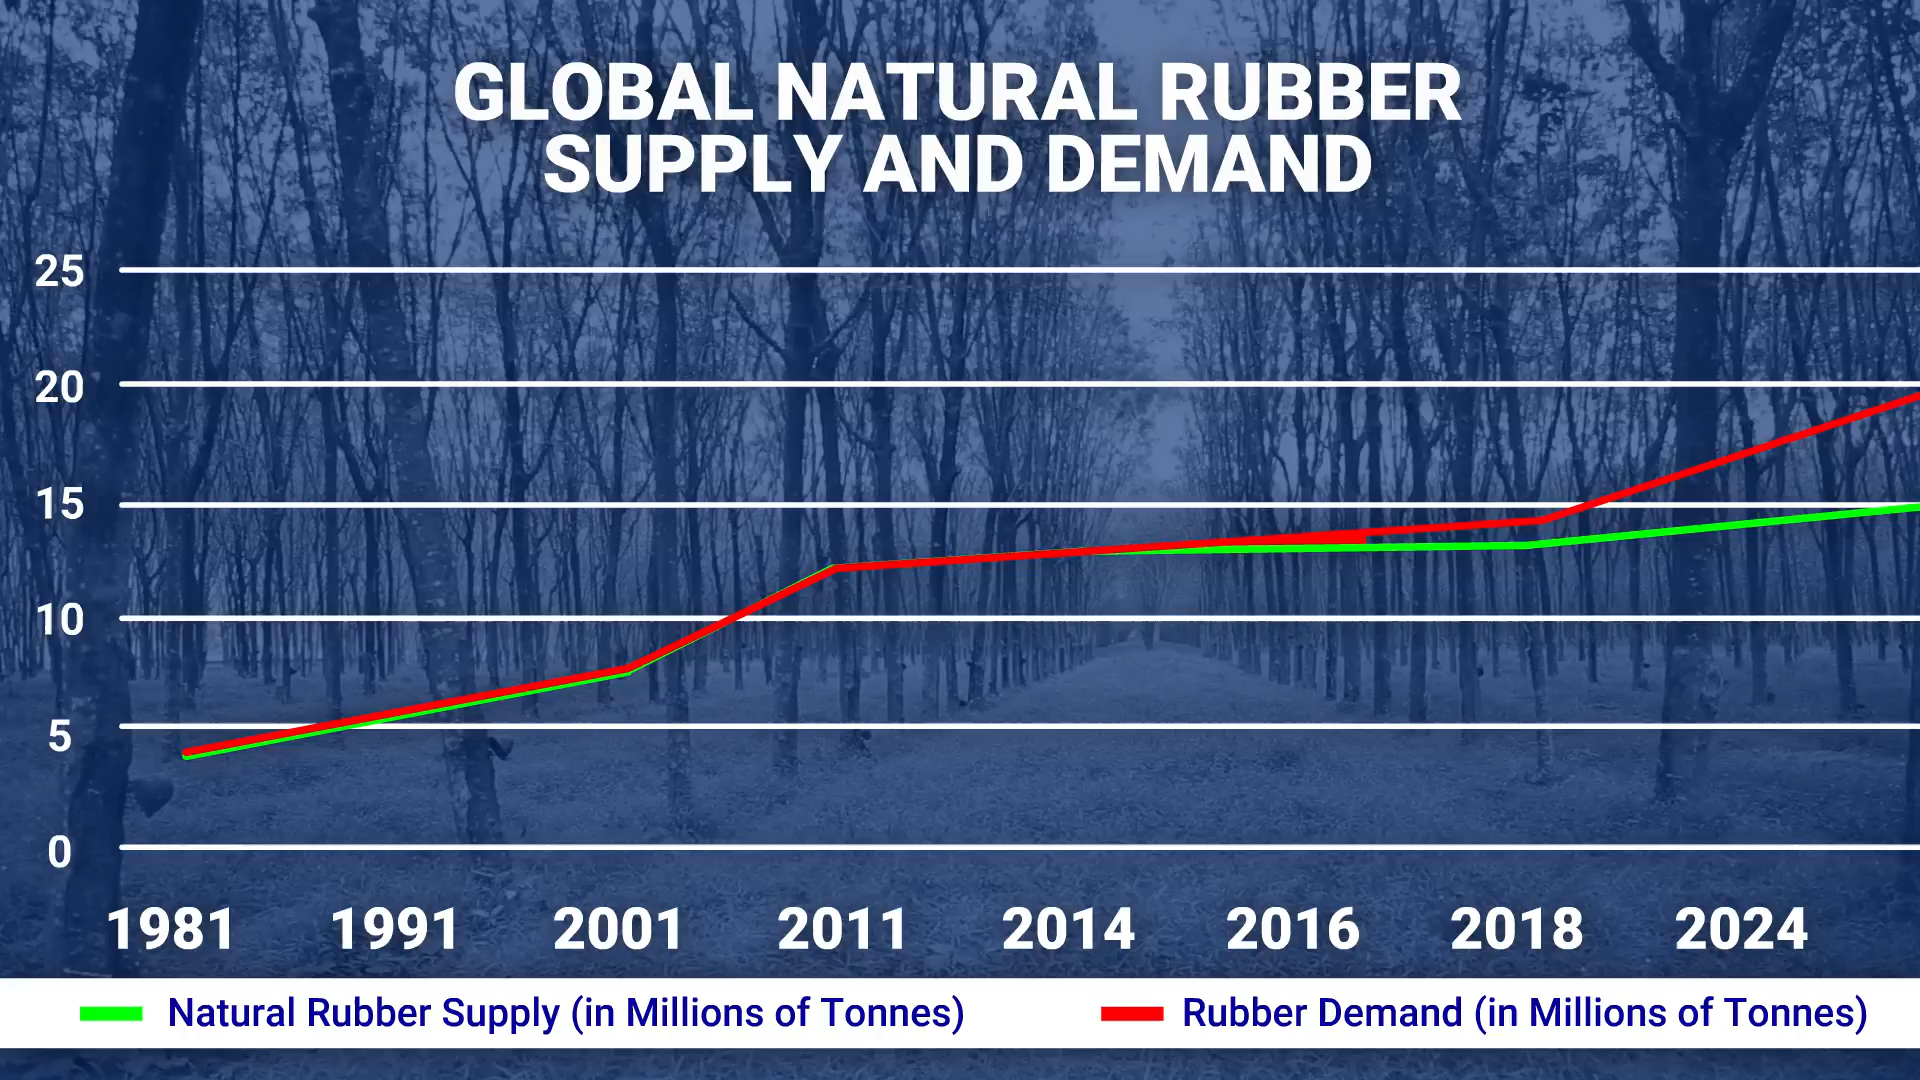 GLOBAL NATURAL RUBBER
SUPPLY AND DEMAND
25
20
15
10
5
0
1981 1991 2001 2011 2014 2016 2018 2024
Natural Rubber Supply (in Millions of Tonnes)
Rubber Demand (in Millions of Tonnes)